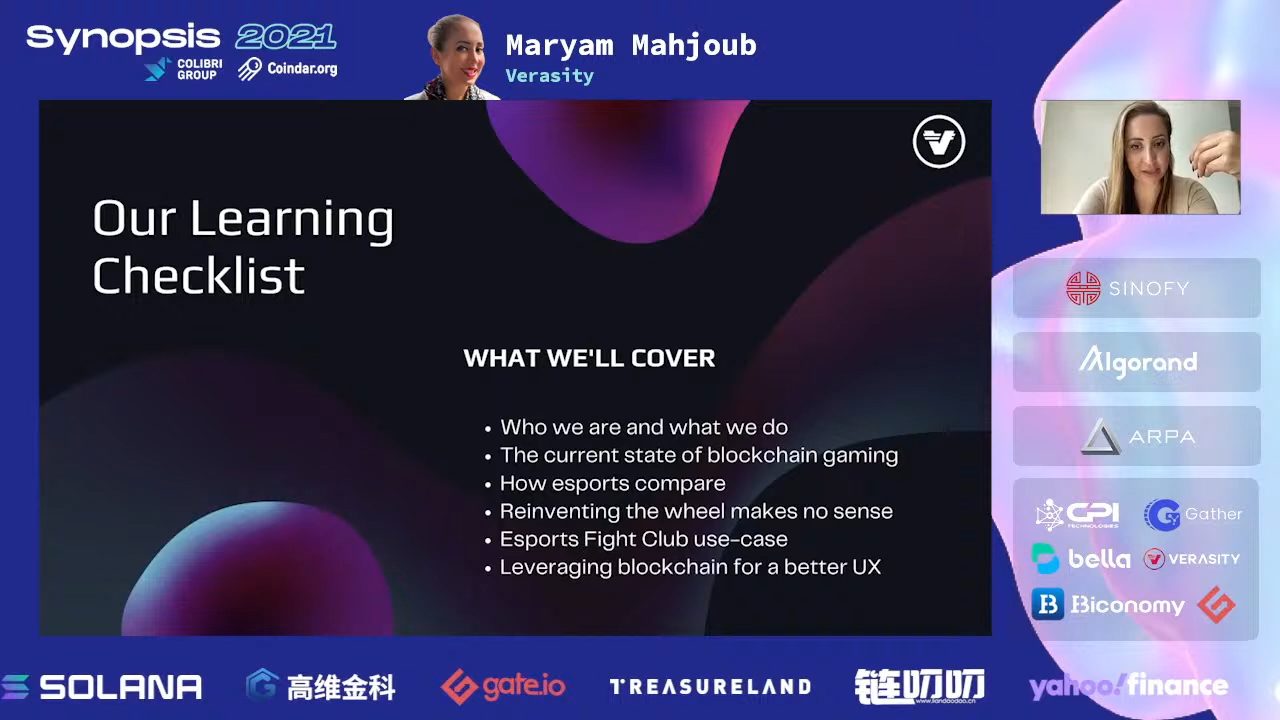 Synopsis 2021
COLIBRI
GROUP
Coindar.org
Maryam Mahjoub
Verasity
Our Learning
Checklist
WHAT WE'LL COVER
• Who we are and what we do
• The current state of blockchain gaming
• How esports compare
• Reinventing the wheel makes no sense
• Esports Fight Club use-case
• Leveraging blockchain for a better UX
SINOFY
Algorand
ARPA
CPI
TECHNOLOGIES
Gather
bella
VERASITY
Biconomy
SOLANA
高维金科
gate.io
TREASURELAND
链叨叨
www.liandaodao.cn
yahoo!finance